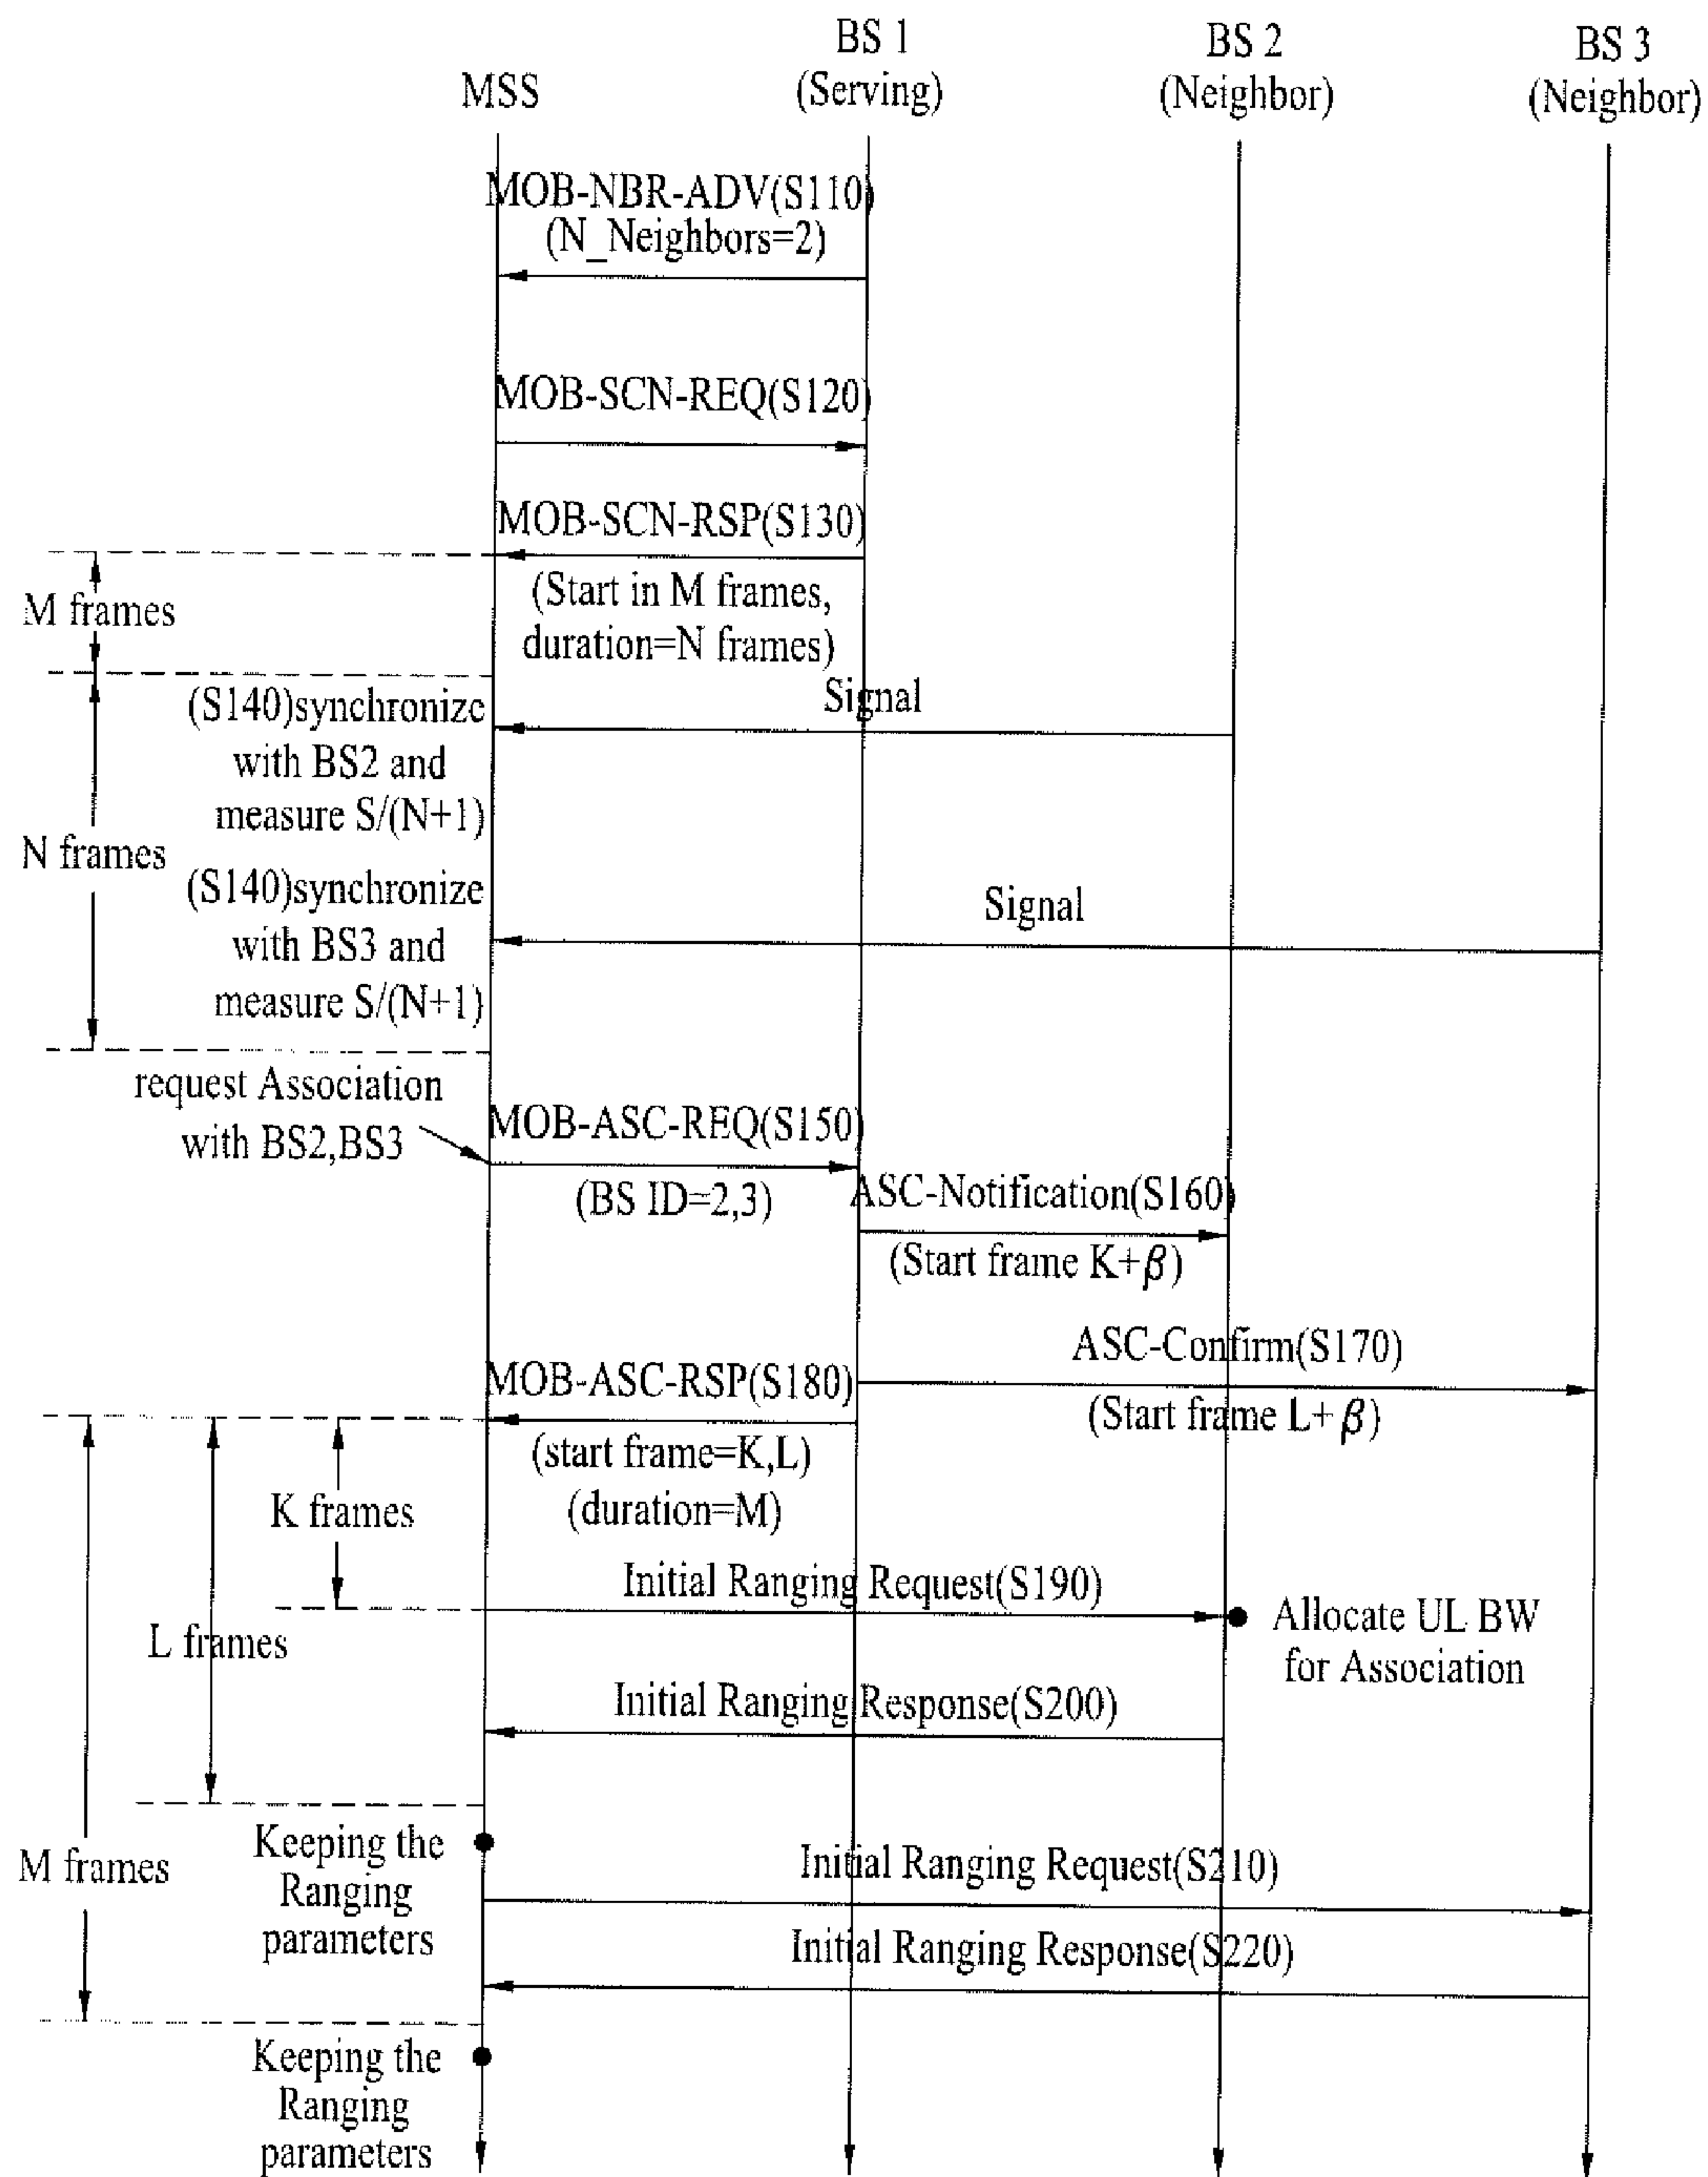 MSS
BS 1
(Serving)
BS 2
(Neighbor)
BS 3
(Neighbor)
MOB-NBR-ADV(S110)
(N_Neighbors=2)
MOB-SCN-REQ(S120)
MOB-SCN-RSP(S130)
M frames
(Start in M frames,
duration=N frames)
(S140)synchronize
with BS2 and
measure S/(N+1)
Signal
N frames
(S140)synchronize
with BS3 and
measure S/(N+1)
Signal
request Association
with BS2,BS3
MOB-ASC-REQ(S150)
(BS ID=2,3)
ASC-Notification(S160)
(Start frame K+β)
ASC-Confirm(S170)
(Start frame L+β)
MOB-ASC-RSP(S180)
(start frame=K,L)
(duration=M)
K frames
Initial Ranging Request(S190)
Allocate UL BW
for Association
L frames
Initial Ranging Response(S200)
Keeping the
Ranging
parameters
M frames
Initial Ranging Request(S210)
Initial Ranging Response(S220)
Keeping the
Ranging
parameters